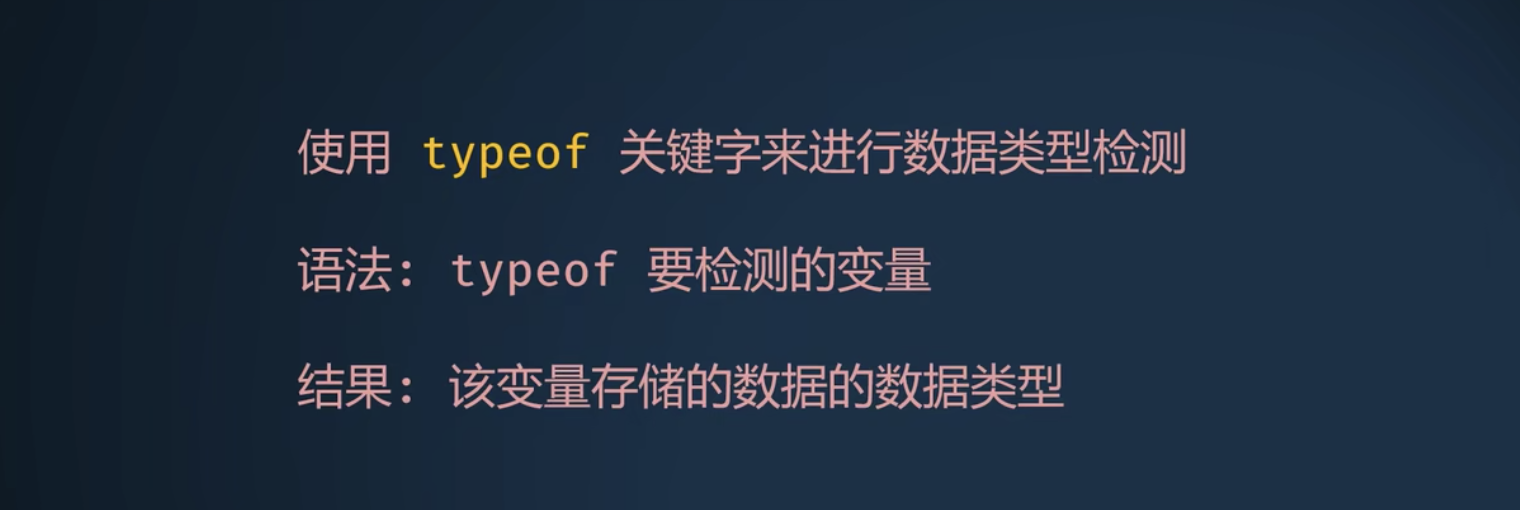 使用 typeof 关键字来进行数据类型检测
语法: typeof 要检测的变量
结果: 该变量存储的数据的数据类型